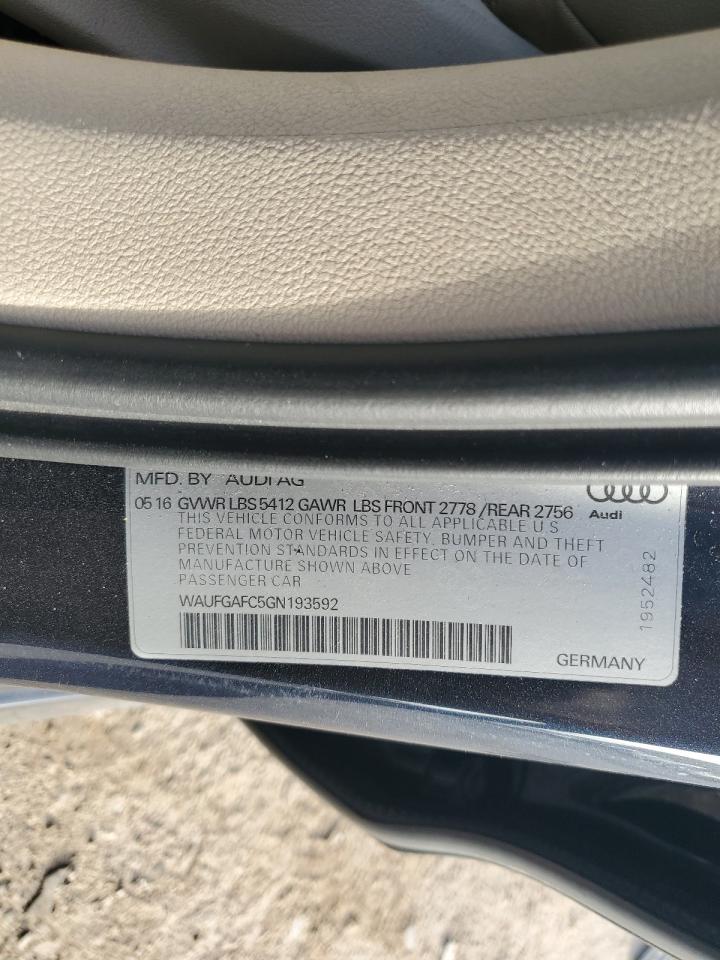 MFD. BY AUDI AG
05 16 GVWR LBS 5412 GAWR LBS FRONT 2778 /REAR 2756
THIS VEHICLE CONFORMS TO ALL APPLICABLE U S
FEDERAL MOTOR VEHICLE SAFETY, BUMPER AND THEFT
PREVENTION STANDARDS IN EFFECT ON THE DATE OF
MANUFACTURE SHOWN ABOVE
PASSENGER CAR
WAUFGAFC5GN193592
GERMANY
Audi
1952482